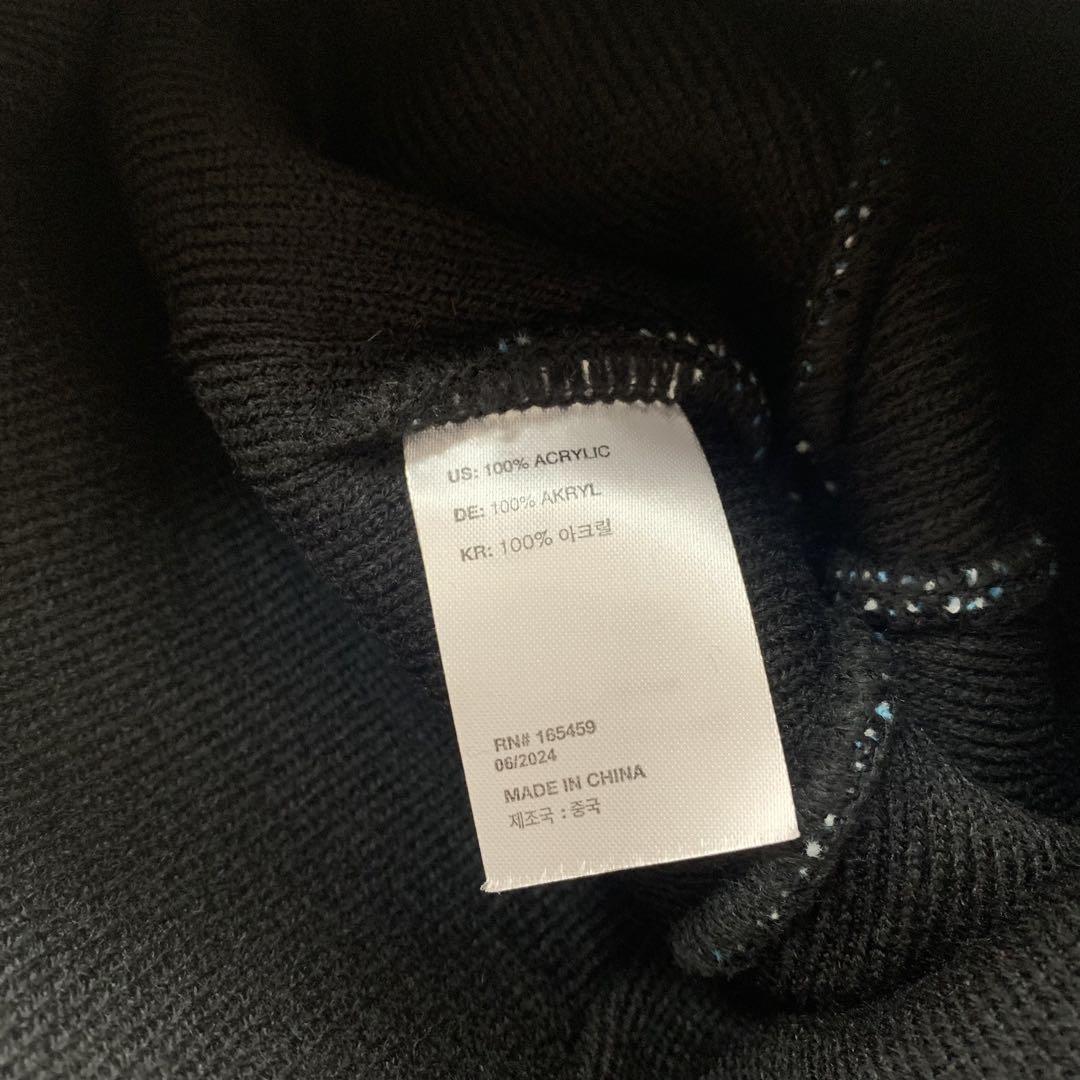 US: 100% ACRYLIC
DE: 100% AKRYL
KR: 100% 아크릴
RN# 165459
06/2024
MADE IN CHINA
제조국 : 중국